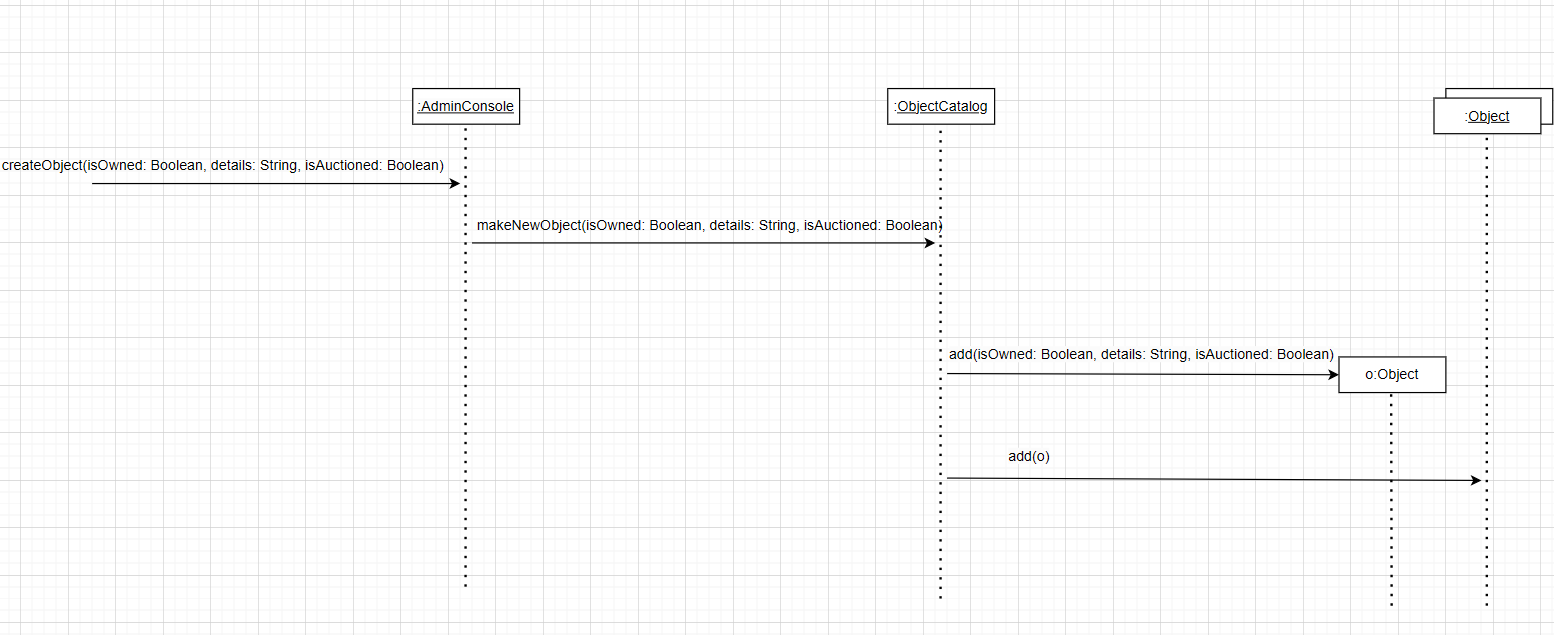 :AdminConsole
:ObjectCatalog
:Object
createObject(isOwned: Boolean, details: String, isAuctioned: Boolean)
makeNewObject(isOwned: Boolean, details: String, isAuctioned: Boolean)
add(isOwned: Boolean, details: String, isAuctioned: Boolean)
o:Object
add(o)